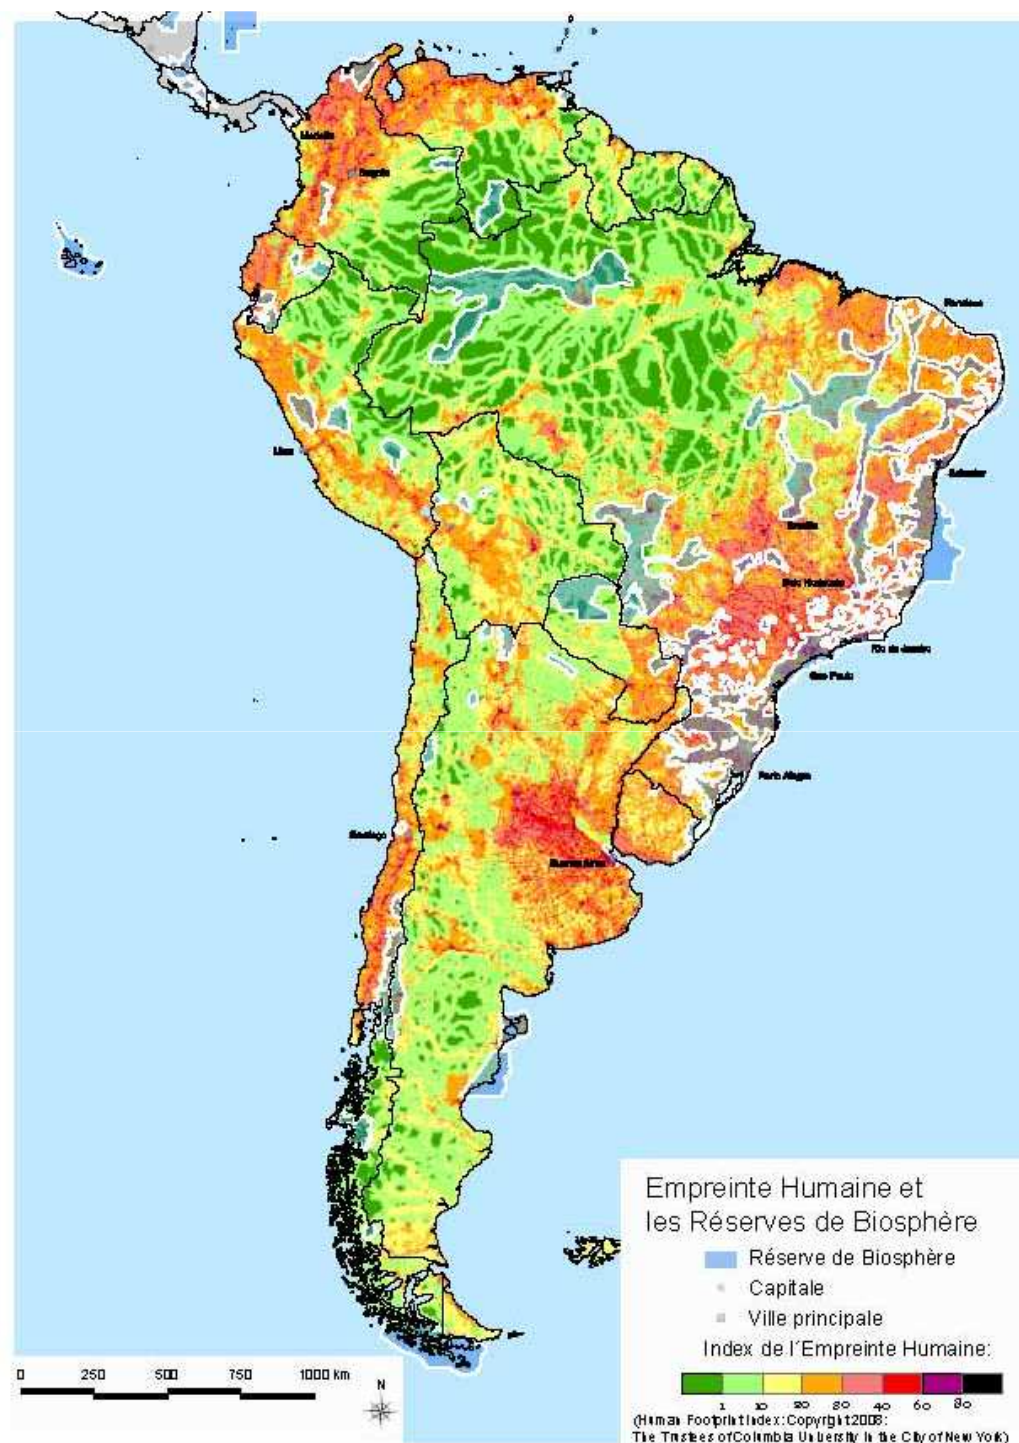 Medellin
Bogota
Fortaleza
Lima
Salvador
Brasilia
Belo Horizonte
Rio de Janeiro
Sao Paulo
Porto Alegre
Santiago
Buenos Aires
Empreinte Humaine et
les Réserves de Biosphère
Réserve de Biosphère
Capitale
Ville principale
Index de l´Empreinte Humaine:
0 250 500 750 1000 km
N
1 10 20 30 40 60 80
(Human Footprint Index: Copyright 2008:
The Trustees of Columbia University in the City of New York)